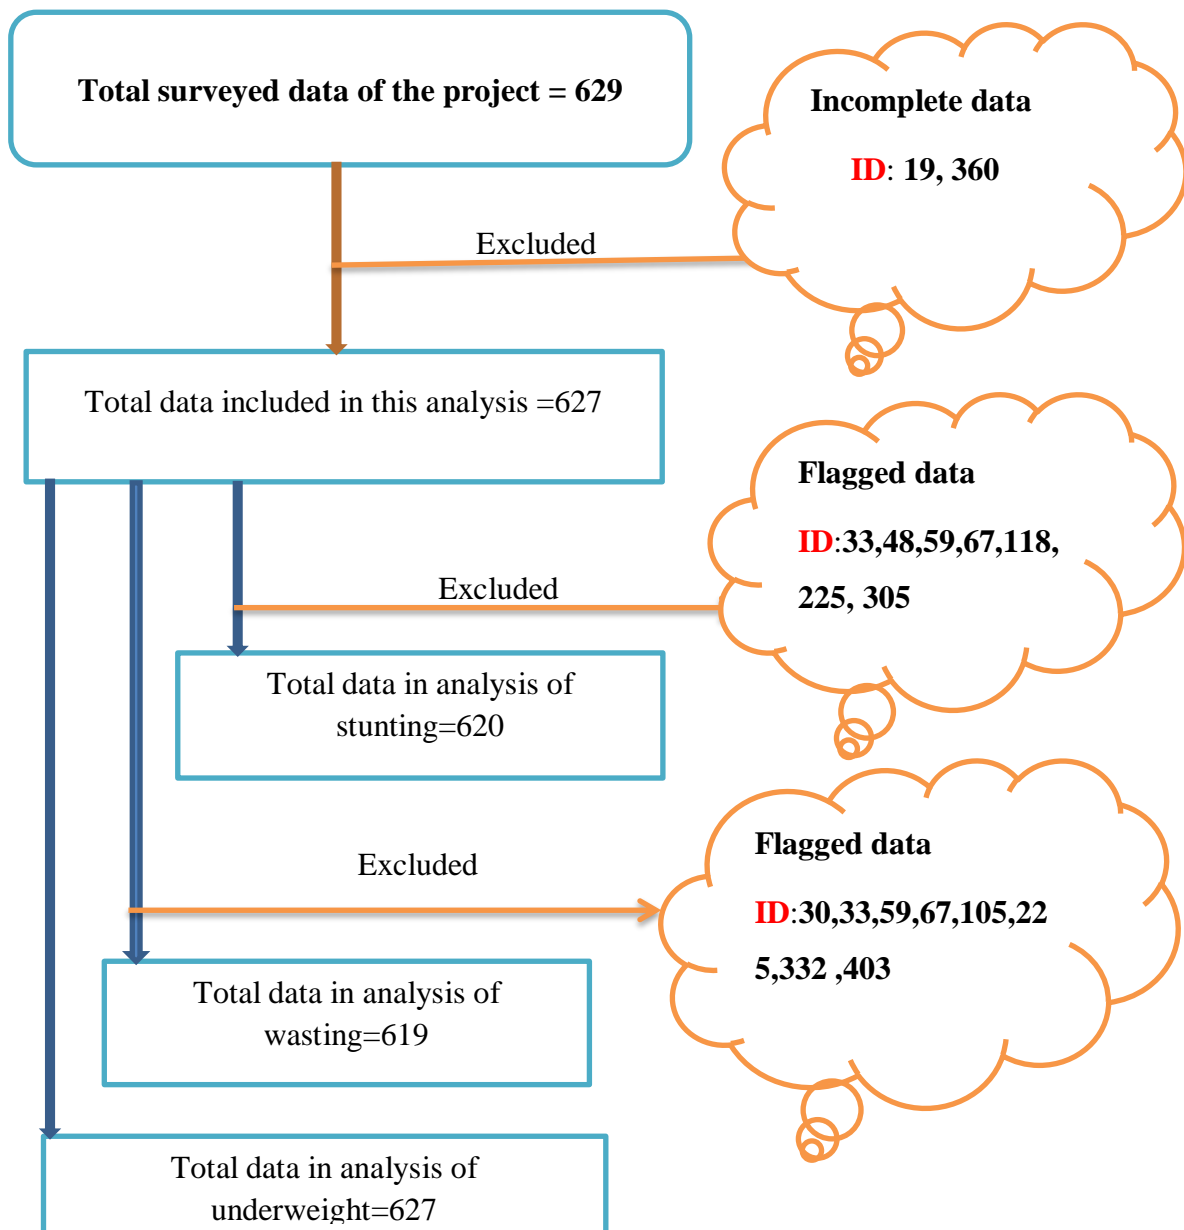 Total surveyed data of the project = 629
Incomplete data
ID: 19, 360
Excluded
Total data included in this analysis =627
Flagged data
ID:33,48,59,67,118,
225, 305
Excluded
Total data in analysis of
stunting=620
Flagged data
ID:30,33,59,67,105,22
5,332 ,403
Excluded
Total data in analysis of
wasting=619
Total data in analysis of
underweight=627